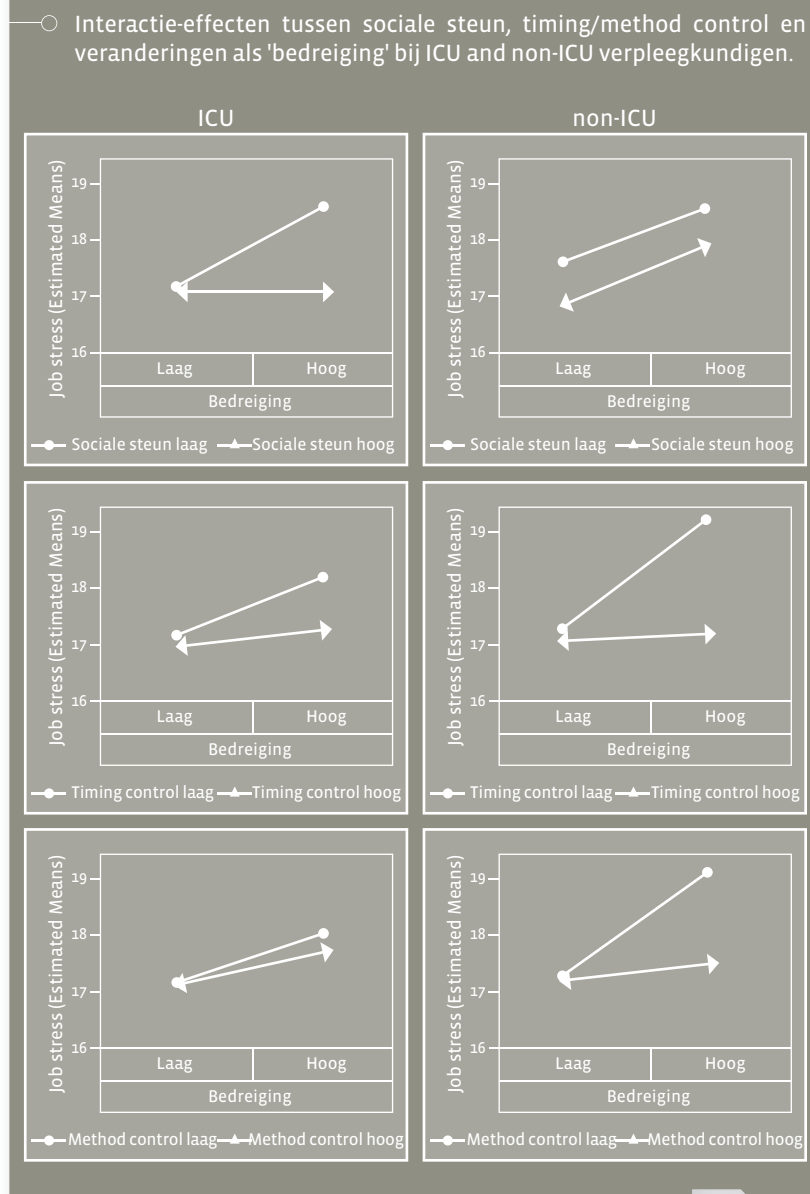 Interactie-effecten tussen sociale steun, timing/method control en
veranderingen als 'bedreiging' bij ICU and non-ICU verpleegkundigen.
ICU
non-ICU
Job stress (Estimated Means)
19
18
17
16
Laag
Hoog
Bedreiging
Sociale steun laag
Sociale steun hoog
Job stress (Estimated Means)
19
18
17
16
Laag
Hoog
Bedreiging
Sociale steun laag
Sociale steun hoog
Job stress (Estimated Means)
19
18
17
16
Laag
Hoog
Bedreiging
Timing control laag
Timing control hoog
Job stress (Estimated Means)
19
18
17
16
Laag
Hoog
Bedreiging
Timing control laag
Timing control hoog
Job stress (Estimated Means)
19
18
17
16
Laag
Hoog
Bedreiging
Method control laag
Method control hoog
Job stress (Estimated Means)
19
18
17
16
Laag
Hoog
Bedreiging
Method control laag
Method control hoog